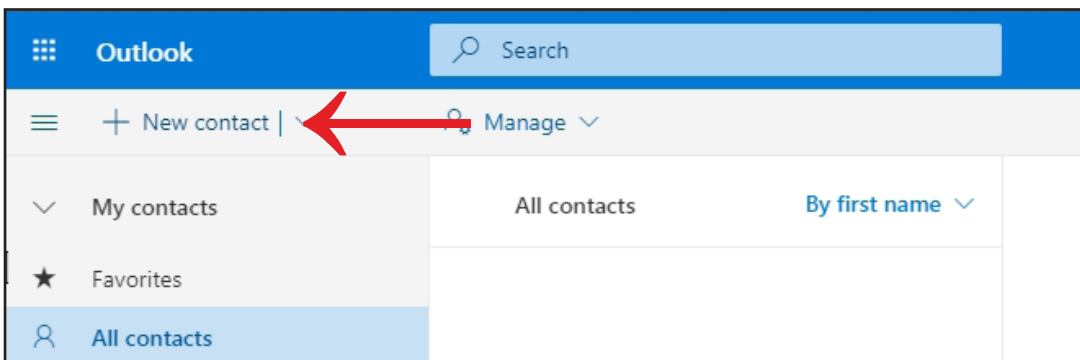 Outlook
Search
New contact
Manage
My contacts
All contacts
By first name
Favorites
All contacts